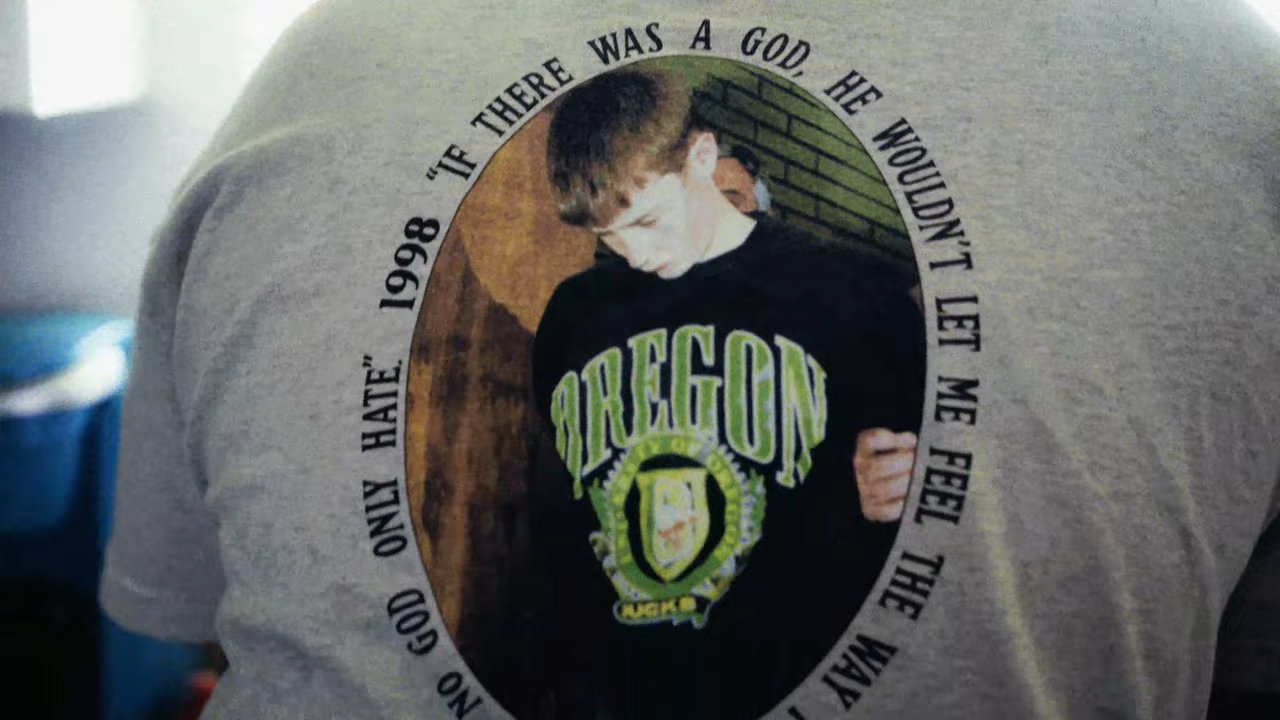 "IF THERE WAS A GOD, HE WOULDN'T LET ME FEEL THE WAY
NO GOD ONLY HATE". 1998
OREGON